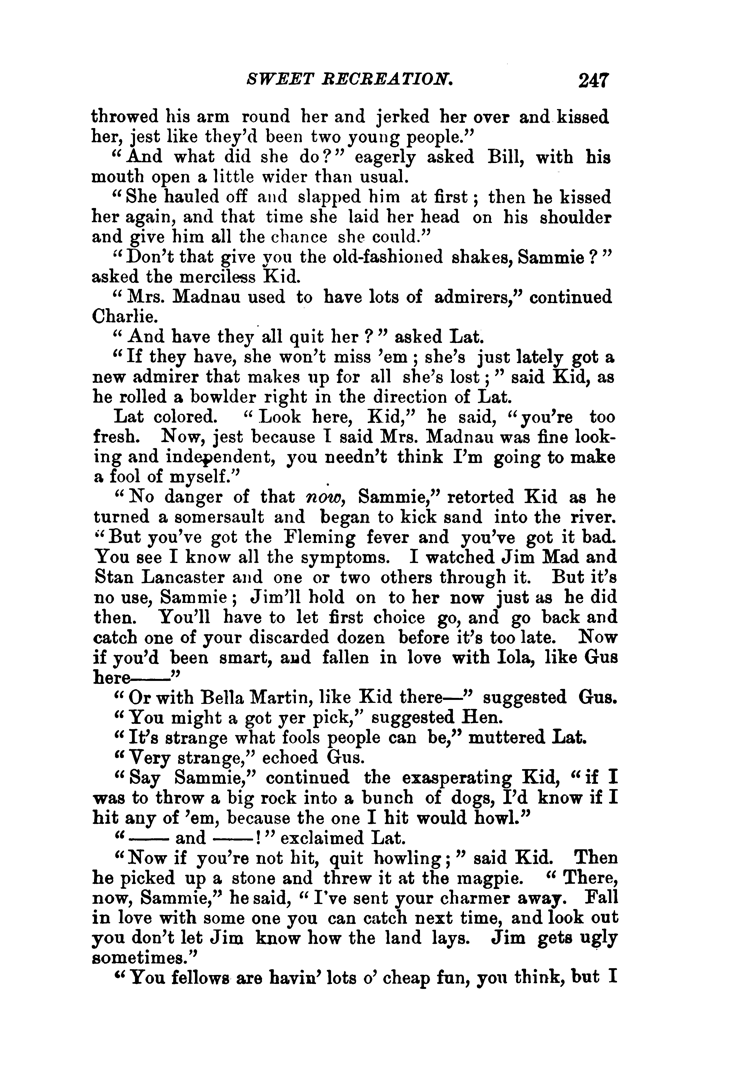 SWEET RECREATION. 247
throwed his arm round her and jerked her over and kissed
her, jest like they'd been two young people."
"And what did she do?" eagerly asked Bill, with his
mouth open a little wider than usual.
"She hauled off and slapped him at first; then he kissed
her again, and that time she laid her head on his shoulder
and give him all the chance she could."
"Don't that give you the old-fashioned shakes, Sammie?"
asked the merciless Kid.
"Mrs. Madnau used to have lots of admirers," continued
Charlie.
"And have they all quit her?" asked Lat.
"If they have, she won't miss 'em; she's just lately got a
new admirer that makes up for all she's lost;" said Kid, as
he rolled a bowlder right in the direction of Lat.
Lat colored. "Look here, Kid," he said, "you're too
fresh. Now, jest because I said Mrs. Madnau was fine look-
ing and independent, you needn't think I'm going to make
a fool of myself."
"No danger of that now, Sammie," retorted Kid as he
turned a somersault and began to kick sand into the river.
"But you've got the Fleming fever and you've got it bad.
You see I know all the symptoms. I watched Jim Mad and
Stan Lancaster and one or two others through it. But it's
no use, Sammie; Jim'll hold on to her now just as he did
then. You'll have to let first choice go, and go back and
catch one of your discarded dozen before it's too late. Now
if you'd been smart, and fallen in love with Iola, like Gus
here——"
"Or with Bella Martin, like Kid there—" suggested Gus.
"You might a got yer pick," suggested Hen.
"It's strange what fools people can be," muttered Lat.
"Very strange," echoed Gus.
"Say Sammie," continued the exasperating Kid, "if I
was to throw a big rock into a bunch of dogs, I'd know if I
hit any of 'em, because the one I hit would howl."
"—— and ——!" exclaimed Lat.
"Now if you're not hit, quit howling;" said Kid. Then
he picked up a stone and threw it at the magpie. "There,
now, Sammie," he said, "I've sent your charmer away. Fall
in love with some one you can catch next time, and look out
you don't let Jim know how the land lays. Jim gets ugly
sometimes."
"You fellows are havin' lots o' cheap fun, you think, but I